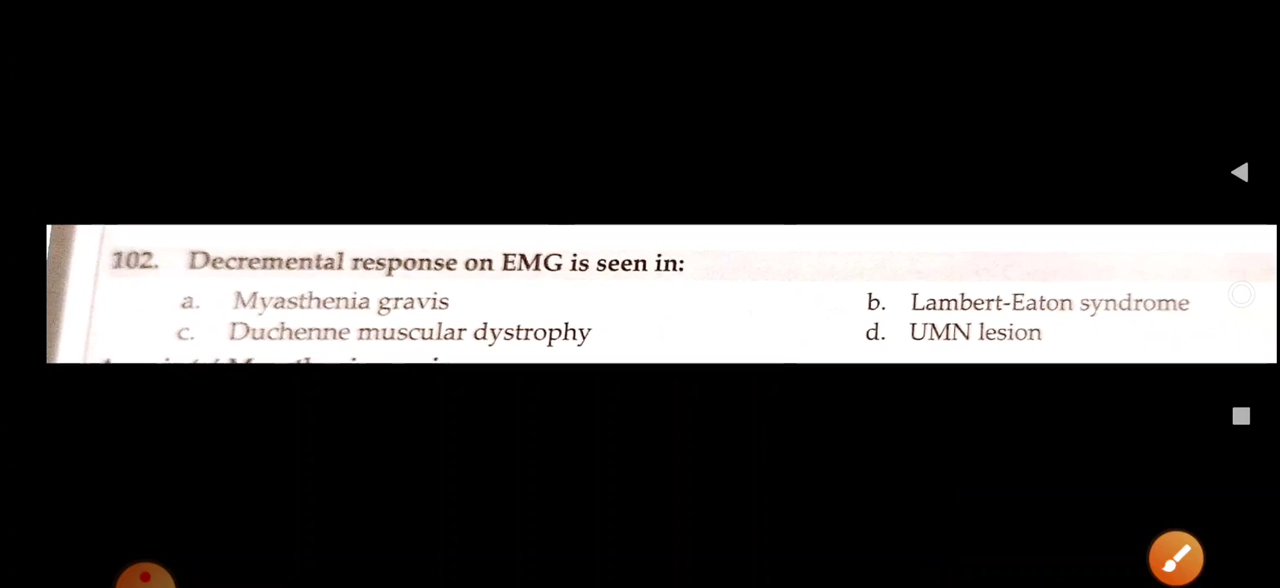 102. Decremental response on EMG is seen in:
a. Myasthenia gravis b. Lambert-Eaton syndrome
c. Duchenne muscular dystrophy d. UMN lesion